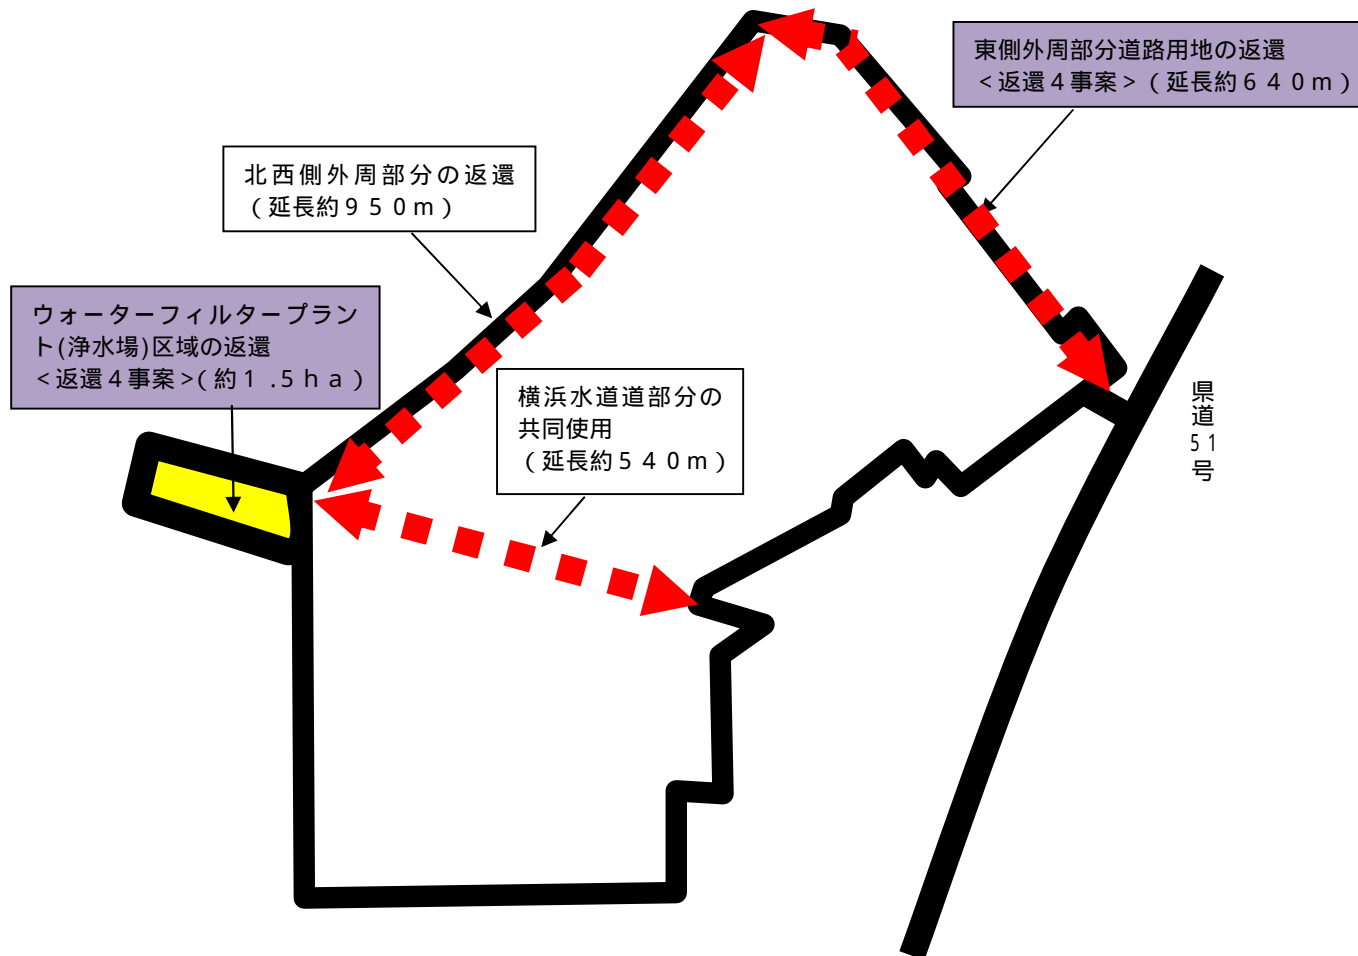 東側外周部分道路用地の返還
＜返還４事案＞（延長約６４０ｍ）
北西側外周部分の返還
（延長約９５０ｍ）
ウォーターフィルタープラン
ト(浄水場)区域の返還
＜返還４事案＞(約１.５ｈａ)
横浜水道道部分の
共同使用
（延長約５４０ｍ）
県道51号